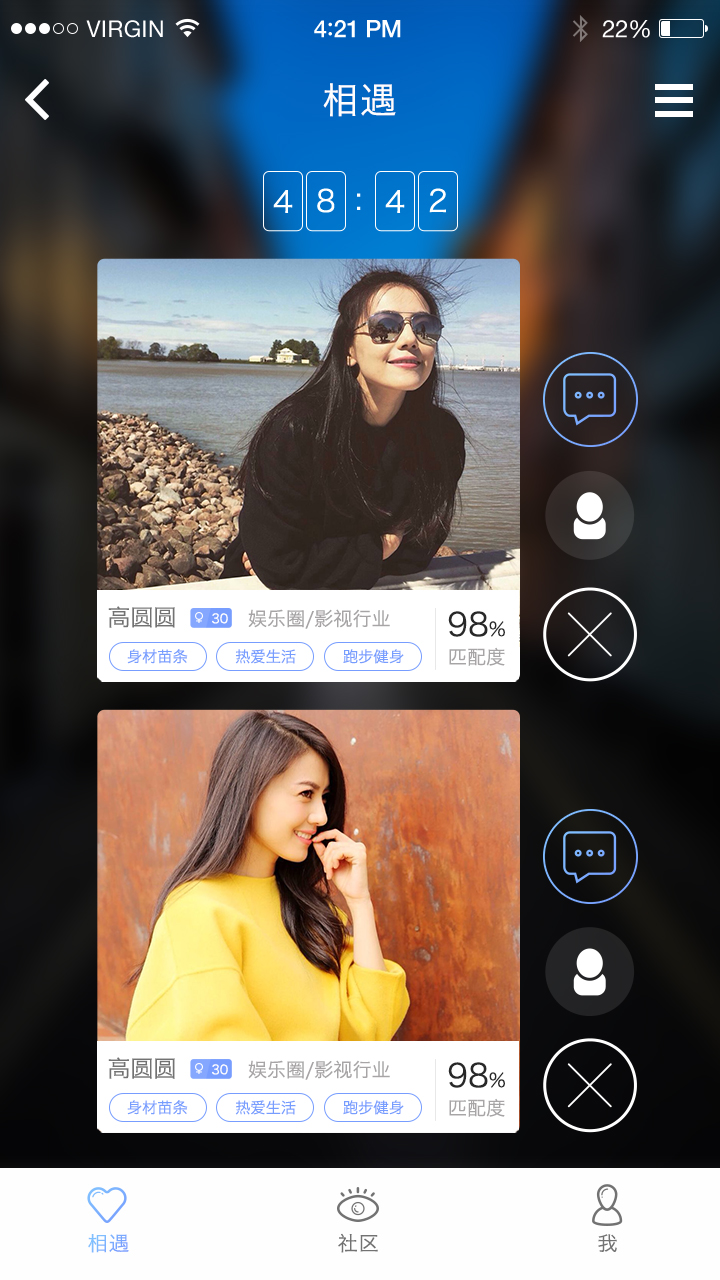 VIRGIN 4:21 PM 22%
相遇
48:42
高圆圆 30 娱乐圈/影视行业 98%
身材苗条 热爱生活 跑步健身 匹配度
高圆圆 30 娱乐圈/影视行业 98%
身材苗条 热爱生活 跑步健身 匹配度
相遇 社区 我